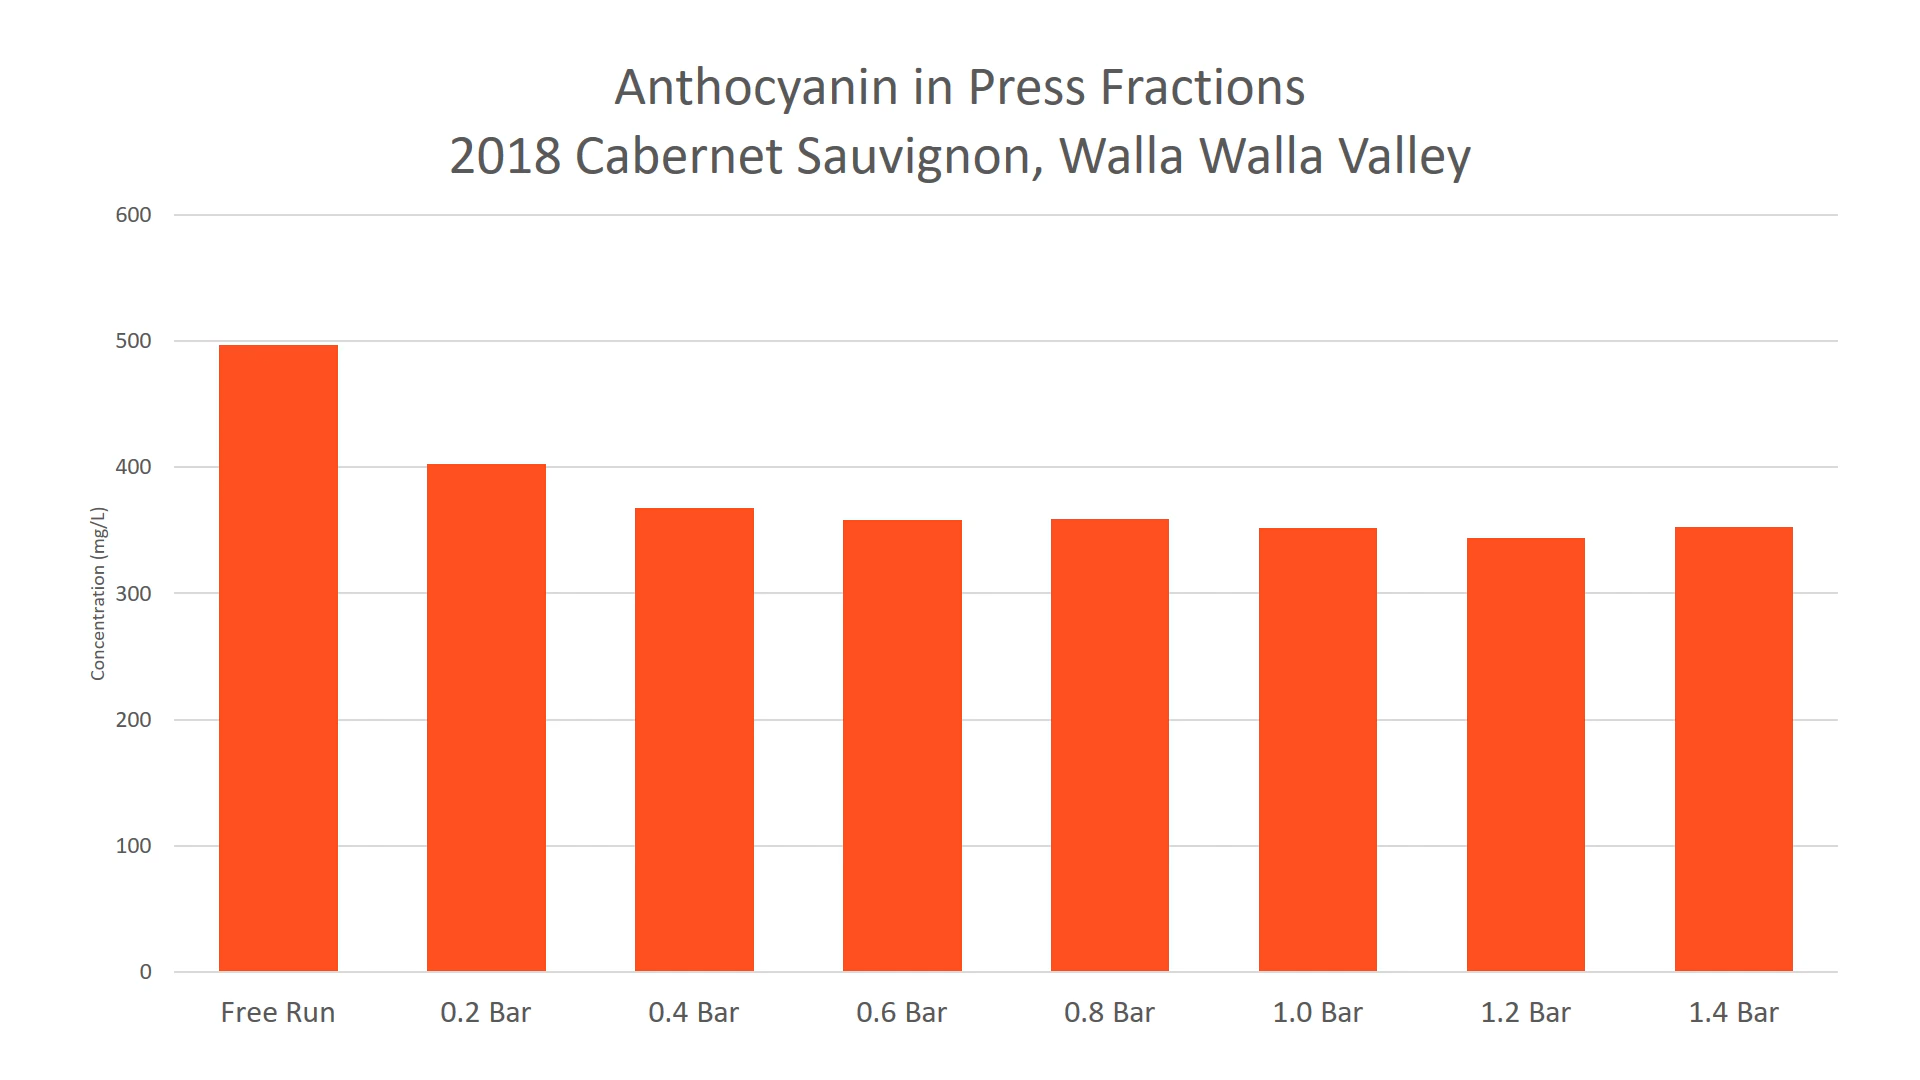 Anthocyanin in Press Fractions
2018 Cabernet Sauvignon, Walla Walla Valley
600
500
400
300
200
100
0
Concentration (mg/L)
Free Run 0.2 Bar 0.4 Bar 0.6 Bar 0.8 Bar 1.0 Bar 1.2 Bar 1.4 Bar